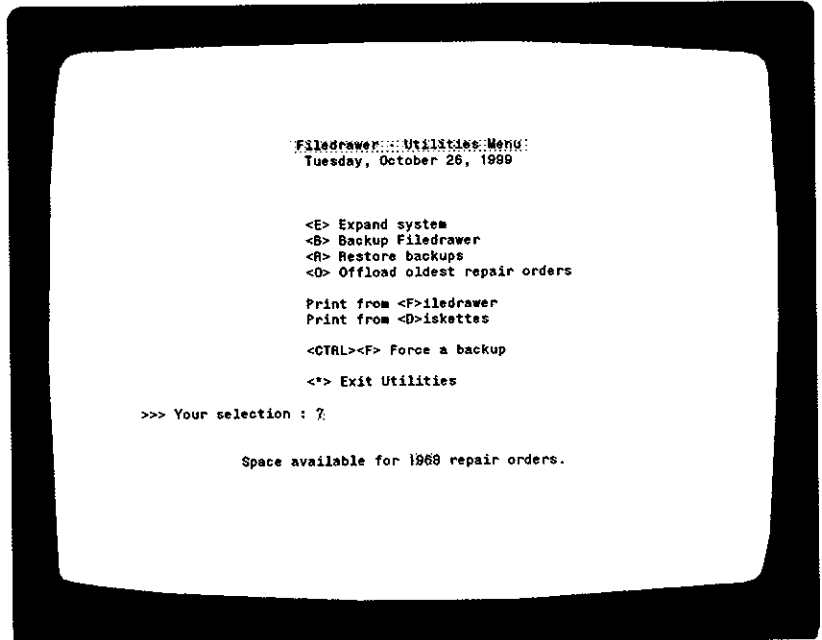 Filedrawer - Utilities Menu
Tuesday, October 26, 1999
<E> Expand system
<B> Backup Filedrawer
<R> Restore backups
<O> Offload oldest repair orders
Print from <F>iledrawer
Print from <D>iskettes
<CTRL><F> Force a backup
<*> Exit Utilities
>>> Your selection : ?
Space available for 1968 repair orders.